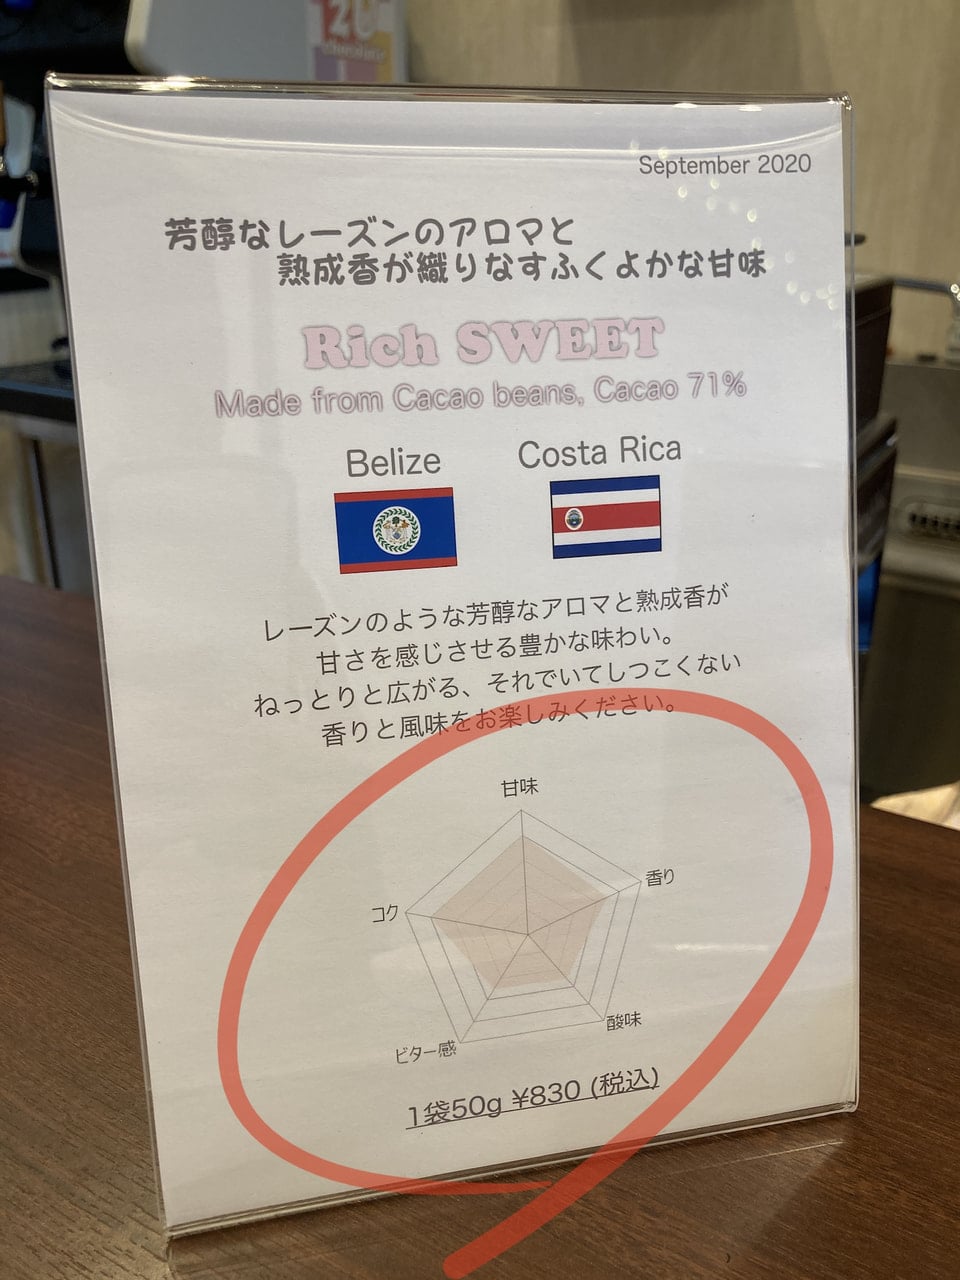 20
chocolate
September 2020
芳醇なレーズンのアロマと
熟成香が織りなすふくよかな甘味
Rich SWEET
Made from Cacao beans, Cacao 71%
Belize
Costa Rica
レーズンのような芳醇なアロマと熟成香が
甘さを感じさせる豊かな味わい。
ねっとりと広がる、それでいてしつこくない
香りと風味をお楽しみください。
甘味
香り
コク
酸味
ビター感
1袋50g ¥830 (税込)